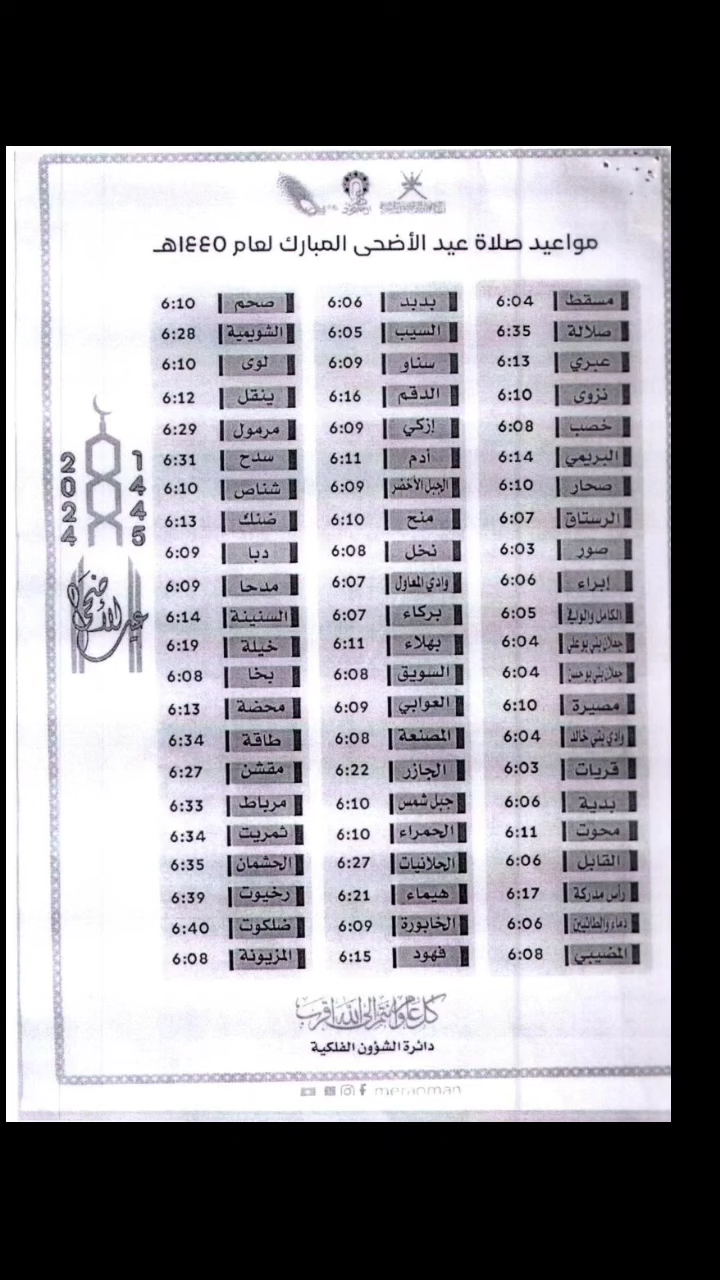 مواعيد صلاة عيد الأضحى المبارك لعام ١٤٤٥هـ
مسقط 6:04
صلالة 6:35
عبري 6:13
نزوى 6:10
خصب 6:08
البريمي 6:14
صحار 6:10
الرستاق 6:07
صور 6:03
إبراء 6:06
الكامل والوافي 6:05
جعلان بني بو علي 6:04
جعلان بني بو حسن 6:04
مصيرة 6:10
وادي بني خالد 6:04
قريات 6:03
بدية 6:06
محوت 6:11
القابل 6:06
رأس مدركة 6:17
دماء والطائيين 6:06
المضيبي 6:08
بدبد 6:06
السيب 6:05
سناو 6:09
الدقم 6:16
إزكي 6:09
أدم 6:11
الجبل الأخضر 6:09
منح 6:10
نخل 6:08
وادي المعاول 6:07
بركاء 6:07
بهلاء 6:11
السويق 6:08
العوابي 6:09
المصنعة 6:08
الجازر 6:22
جبل شمس 6:10
الحمراء 6:10
الحلانيات 6:27
هيماء 6:21
الخابورة 6:09
فهود 6:15
صحم 6:10
الشويمية 6:28
لوى 6:10
ينقل 6:12
مرمول 6:29
سدح 6:31
شناص 6:10
ضنك 6:13
دبا 6:09
مدحا 6:09
السنينة 6:14
خيلة 6:19
بخا 6:08
محضة 6:13
طاقة 6:34
مقشن 6:27
مرباط 6:33
ثمريت 6:34
الحشمان 6:35
رخيوت 6:39
ضلكوت 6:40
المزيونة 6:08
2024
1445
عيد الأضحى
كل عام وأنتم إلى الله أقرب
دائرة الشؤون الفلكية
meraoman